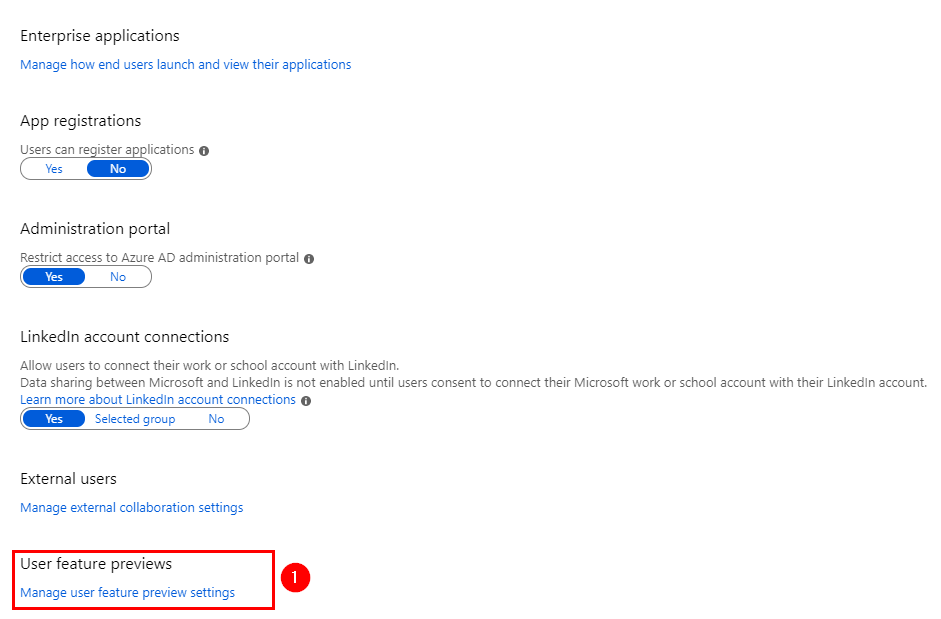 Enterprise applications
Manage how end users launch and view their applications
App registrations
Users can register applications
Yes No
Administration portal
Restrict access to Azure AD administration portal
Yes No
LinkedIn account connections
Allow users to connect their work or school account with LinkedIn.
Data sharing between Microsoft and LinkedIn is not enabled until users consent to connect their Microsoft work or school account with their LinkedIn account.
Learn more about LinkedIn account connections
Yes Selected group No
External users
Manage external collaboration settings
User feature previews
1
Manage user feature preview settings